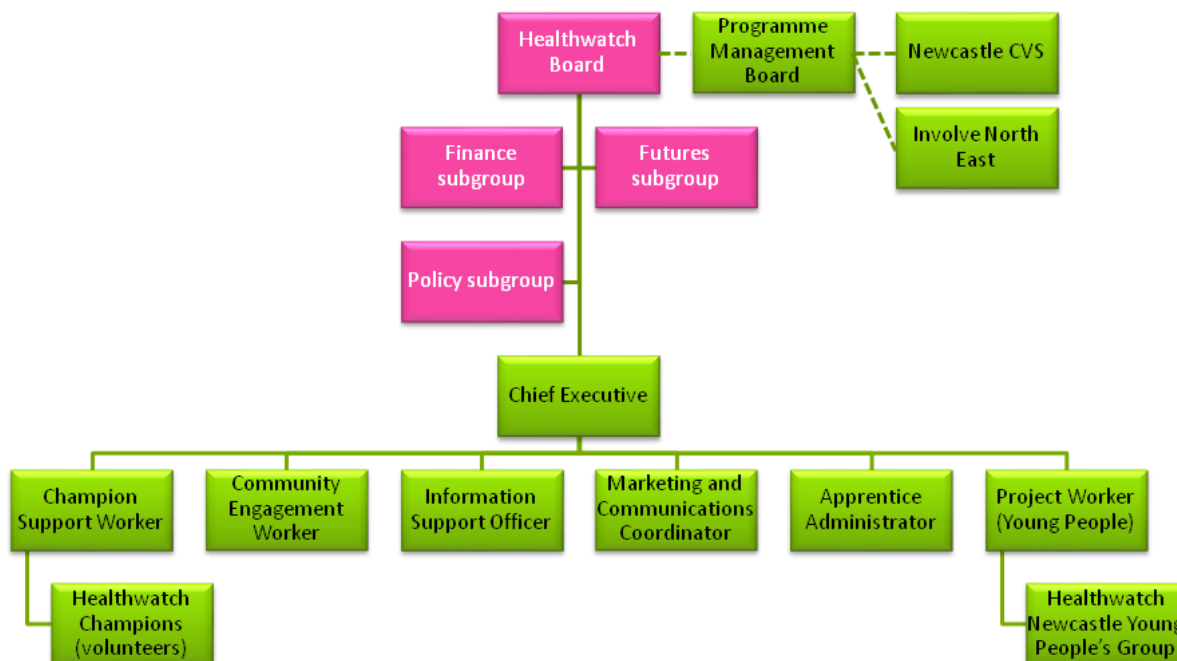 Healthwatch
Board
Programme
Management
Board
Newcastle CVS
Involve North
East
Finance
subgroup
Futures
subgroup
Policy subgroup
Chief Executive
Champion
Support Worker
Community
Engagement
Worker
Information
Support Officer
Marketing and
Communications
Coordinator
Apprentice
Administrator
Project Worker
(Young People)
Healthwatch
Champions
(volunteers)
Healthwatch
Newcastle Young
People's Group